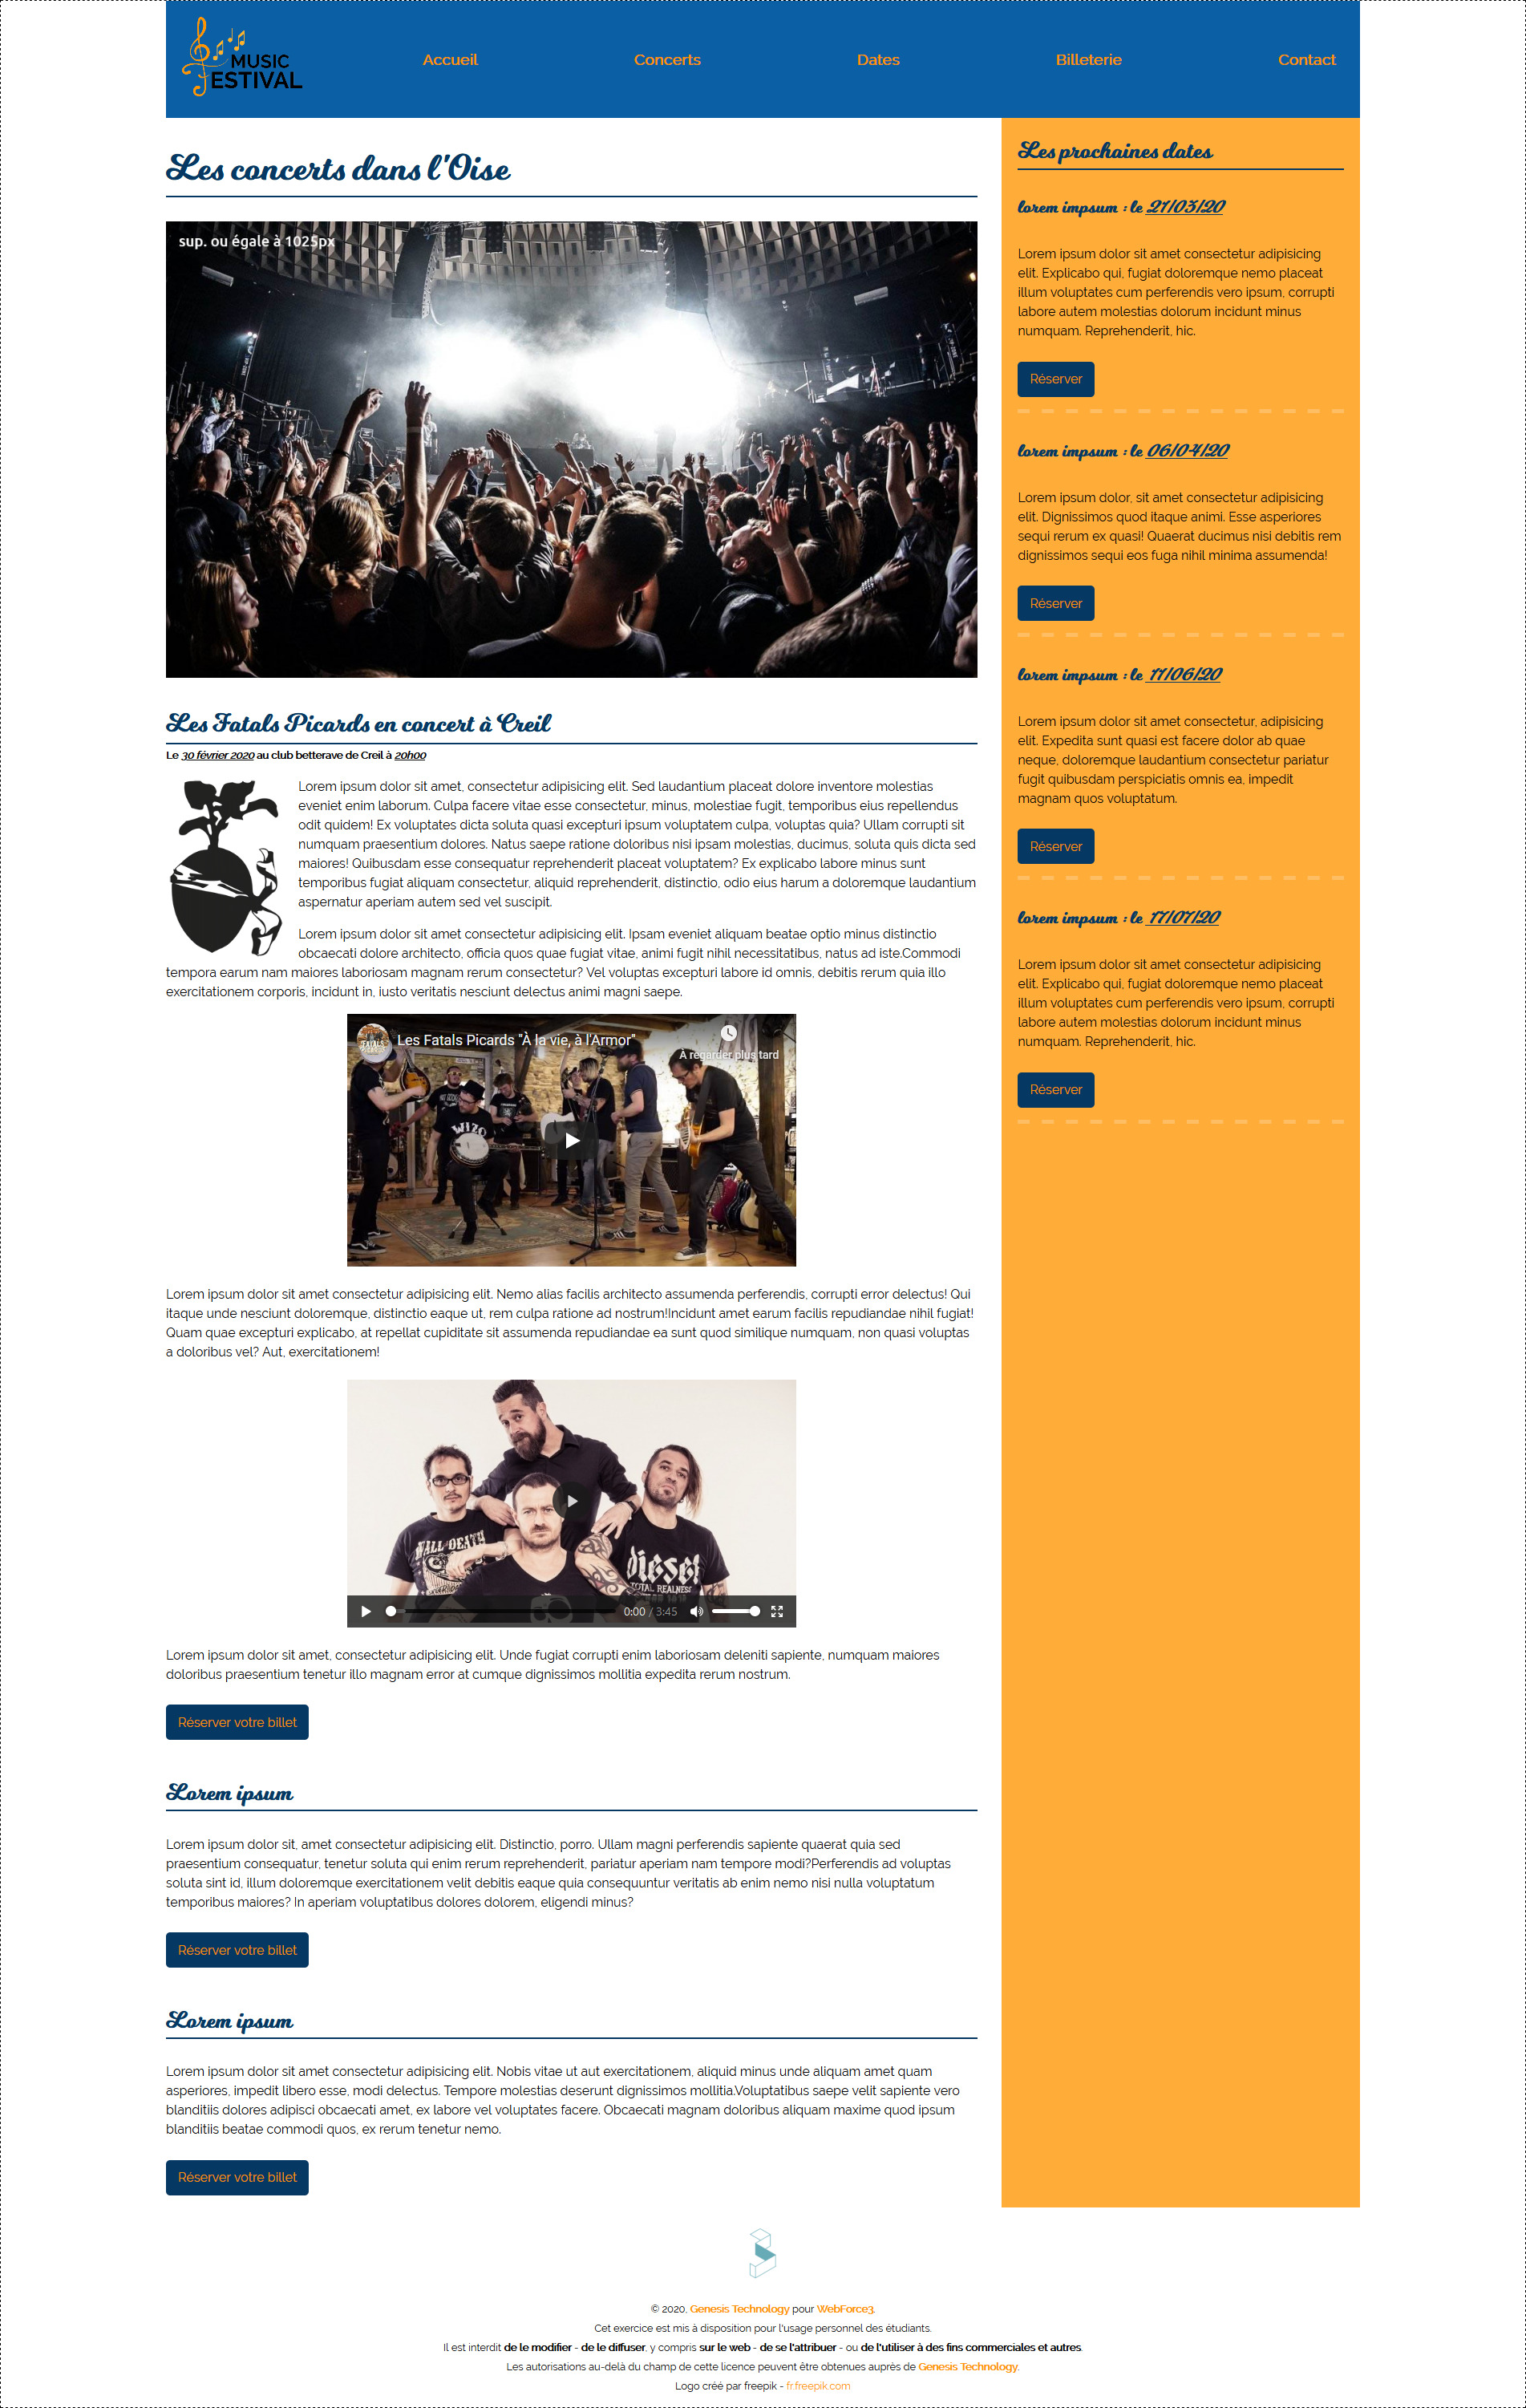 MUSIC
ESTIVAL
Accueil
Concerts
Dates
Billeterie
Contact
Les concerts dans l'Oise
sup. ou égale à 1025px
Les Fatals Picards en concert à Creil
Le 30 février 2020 au club betterave de Creil à 20h00
Lorem ipsum dolor sit amet, consectetur adipisicing elit. Sed laudantium placeat dolore inventore molestias
eveniet enim laborum. Culpa facere vitae esse consectetur, minus, molestiae fugit, temporibus eius repellendus
odit quidem! Ex voluptates dicta soluta quasi excepturi ipsum voluptatem culpa, voluptas quia? Ullam corrupti sit
numquam praesentium dolores. Natus saepe ratione doloribus nisi ipsam molestias, ducimus, soluta quis dicta sed
maiores! Quibusdam esse consequatur reprehenderit placeat voluptatem? Ex explicabo labore minus sunt
temporibus fugiat aliquam consectetur, aliquid reprehenderit, distinctio, odio eius harum a doloremque laudantium
aspernatur aperiam autem sed vel suscipit.
Lorem ipsum dolor sit amet consectetur adipisicing elit. Ipsam eveniet aliquam beatae optio minus distinctio
obcaecati dolore architecto, officia quos quae fugiat vitae, animi fugit nihil necessitatibus, natus ad iste.Commodi
tempora earum nam maiores laboriosam magnam rerum consectetur? Vel voluptas excepturi labore id omnis, debitis rerum quia illo
exercitationem corporis, incidunt in, iusto veritatis nesciunt delectus animi magni saepe.
Les Fatals Picards "À la vie, à l'Armor"
À regarder plus tard
WIZO
Lorem ipsum dolor sit amet consectetur adipisicing elit. Nemo alias facilis architecto assumenda perferendis, corrupti error delectus! Qui
itaque unde nesciunt doloremque, distinctio eaque ut, rem culpa ratione ad nostrum!Incidunt amet earum facilis repudiandae nihil fugiat!
Quam quae excepturi explicabo, at repellat cupiditate sit assumenda repudiandae ea sunt quod similique numquam, non quasi voluptas
a doloribus vel? Aut, exercitationem!
DIESEL
TOTAL REALNESS
0:00 / 3:45
Lorem ipsum dolor sit amet, consectetur adipisicing elit. Unde fugiat corrupti enim laboriosam deleniti sapiente, numquam maiores
doloribus praesentium tenetur illo magnam error at cumque dignissimos mollitia expedita rerum nostrum.
Réserver votre billet
Lorem ipsum
Lorem ipsum dolor sit, amet consectetur adipisicing elit. Distinctio, porro. Ullam magni perferendis sapiente quaerat quia sed
praesentium consequatur, tenetur soluta qui enim rerum reprehenderit, pariatur aperiam nam tempore modi?Perferendis ad voluptas
soluta sint id, illum doloremque exercitationem velit debitis eaque quia consequuntur veritatis ab enim nemo nisi nulla voluptatum
temporibus maiores? In aperiam voluptatibus dolores dolorem, eligendi minus?
Réserver votre billet
Lorem ipsum
Lorem ipsum dolor sit amet consectetur adipisicing elit. Nobis vitae ut aut exercitationem, aliquid minus unde aliquam amet quam
asperiores, impedit libero esse, modi delectus. Tempore molestias deserunt dignissimos mollitia.Voluptatibus saepe velit sapiente vero
blanditiis dolores adipisci obcaecati amet, ex labore vel voluptates facere. Obcaecati magnam doloribus aliquam maxime quod ipsum
blanditiis beatae commodi quos, ex rerum tenetur nemo.
Réserver votre billet
Les prochaines dates
lorem impsum : le 21/03/20
Lorem ipsum dolor sit amet consectetur adipisicing
elit. Explicabo qui, fugiat doloremque nemo placeat
illum voluptates cum perferendis vero ipsum, corrupti
labore autem molestias dolorum incidunt minus
numquam. Reprehenderit, hic.
Réserver
lorem impsum : le 06/04/20
Lorem ipsum dolor, sit amet consectetur adipisicing
elit. Dignissimos quod itaque animi. Esse asperiores
sequi rerum ex quasi! Quaerat ducimus nisi debitis rem
dignissimos sequi eos fuga nihil minima assumenda!
Réserver
lorem impsum : le 17/06/20
Lorem ipsum dolor sit amet consectetur, adipisicing
elit. Expedita sunt quasi est facere dolor ab quae
neque, doloremque laudantium consectetur pariatur
fugit quibusdam perspiciatis omnis ea, impedit
magnam quos voluptatum.
Réserver
lorem impsum : le 17/07/20
Lorem ipsum dolor sit amet consectetur adipisicing
elit. Explicabo qui, fugiat doloremque nemo placeat
illum voluptates cum perferendis vero ipsum, corrupti
labore autem molestias dolorum incidunt minus
numquam. Reprehenderit, hic.
Réserver
© 2020, Genesis Technology pour WebForce3.
Cet exercice est mis à disposition pour l'usage personnel des étudiants.
Il est interdit de le modifier - de le diffuser, y compris sur le web - de se l'attribuer - ou de l'utiliser à des fins commerciales et autres.
Les autorisations au-delà du champ de cette licence peuvent être obtenues auprès de Genesis Technology.
Logo créé par freepik - fr.freepik.com